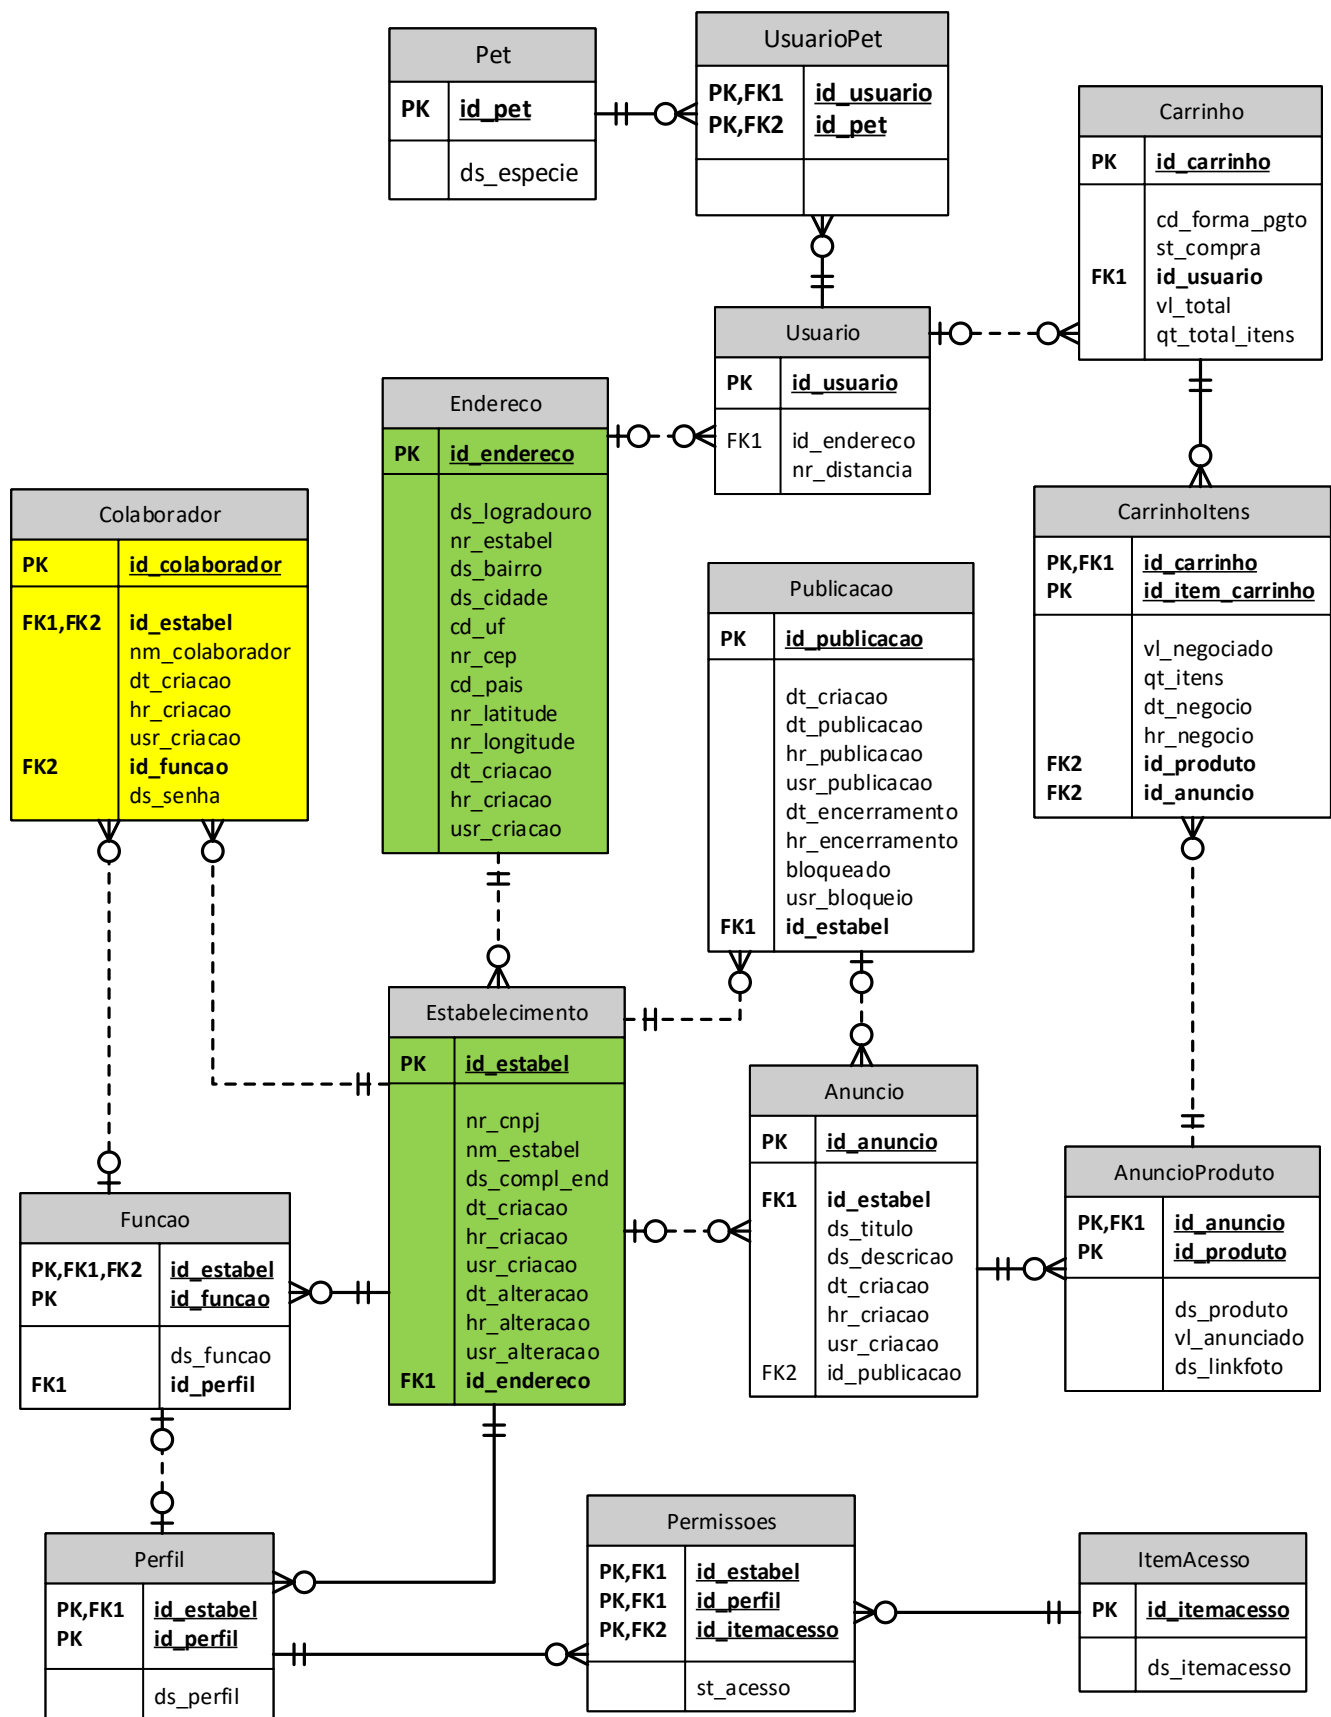 Pet
PK id_pet
ds_especie
UsuarioPet
PK,FK1 id_usuario
PK,FK2 id_pet
Carrinho
PK id_carrinho
cd_forma_pgto
st_compra
FK1 id_usuario
vl_total
qt_total_itens
Usuario
PK id_usuario
FK1 id_endereco
nr_distancia
Endereco
PK id_endereco
ds_logradouro
nr_estabel
ds_bairro
ds_cidade
cd_uf
nr_cep
cd_pais
nr_latitude
nr_longitude
dt_criacao
hr_criacao
usr_criacao
Colaborador
PK id_colaborador
FK1,FK2 id_estabel
nm_colaborador
dt_criacao
hr_criacao
usr_criacao
FK2 id_funcao
ds_senha
CarrinhoItens
PK,FK1 id_carrinho
PK id_item_carrinho
vl_negociado
qt_itens
dt_negocio
hr_negocio
FK2 id_produto
FK2 id_anuncio
Publicacao
PK id_publicacao
dt_criacao
dt_publicacao
hr_publicacao
usr_publicacao
dt_encerramento
hr_encerramento
bloqueado
usr_bloqueio
FK1 id_estabel
Estabelecimento
PK id_estabel
nr_cnpj
nm_estabel
ds_compl_end
dt_criacao
hr_criacao
usr_criacao
dt_alteracao
hr_alteracao
usr_alteracao
FK1 id_endereco
Anuncio
PK id_anuncio
FK1 id_estabel
ds_titulo
ds_descricao
dt_criacao
hr_criacao
usr_criacao
FK2 id_publicacao
AnuncioProduto
PK,FK1 id_anuncio
PK id_produto
ds_produto
vl_anunciado
ds_linkfoto
Funcao
PK,FK1,FK2 id_estabel
PK id_funcao
ds_funcao
FK1 id_perfil
Perfil
PK,FK1 id_estabel
PK id_perfil
ds_perfil
Permissoes
PK,FK1 id_estabel
PK,FK1 id_perfil
PK,FK2 id_itemacesso
st_acesso
ItemAcesso
PK id_itemacesso
ds_itemacesso